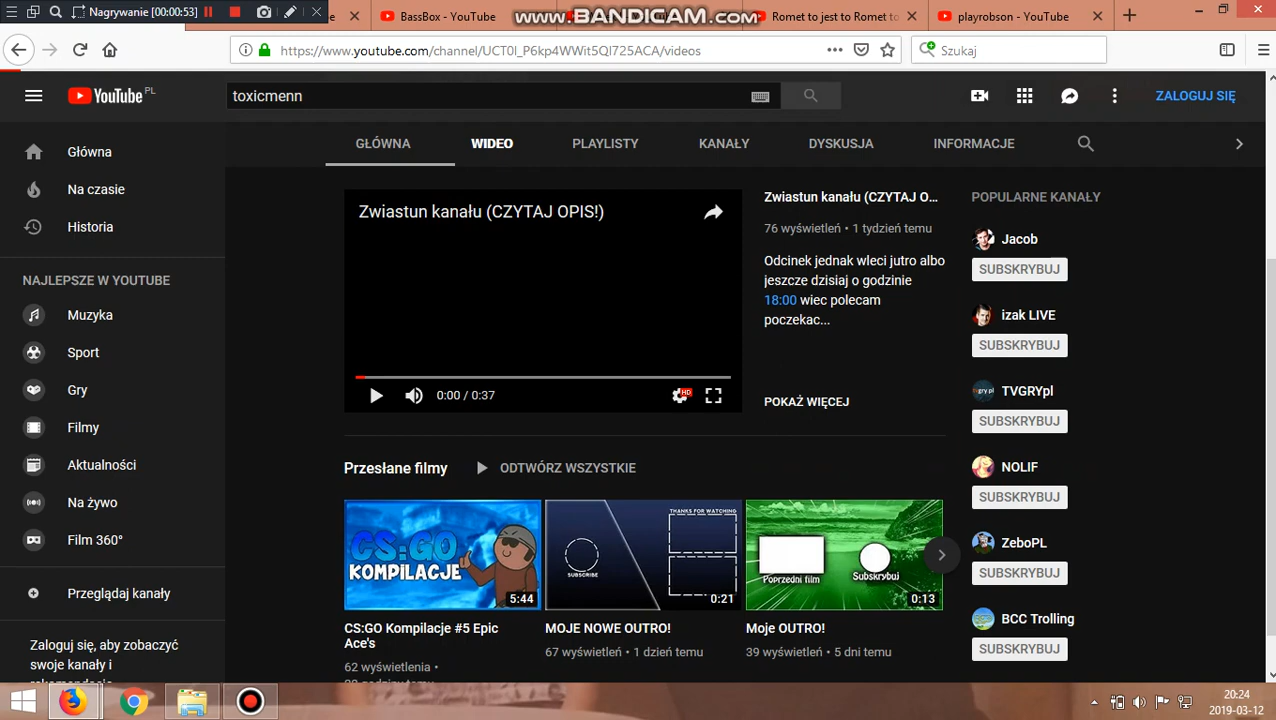 Nagrywanie [00:00:53]
www.BANDICAM.com
BassBox - YouTube
Romet to jest to Romet to
playrobson - YouTube
https://www.youtube.com/channel/UCT0l_P6kp4WWit5Ql725ACA/videos
Szukaj
YouTube PL
toxicmenn
ZALOGUJ SIĘ
GŁÓWNA
WIDEO
PLAYLISTY
KANAŁY
DYSKUSJA
INFORMACJE
Główna
Na czasie
Historia
NAJLEPSZE W YOUTUBE
Muzyka
Sport
Gry
Filmy
Aktualności
Na żywo
Film 360°
Przeglądaj kanały
Zaloguj się, aby zobaczyć
swoje kanały i
Zwiastun kanału (CZYTAJ OPIS!)
0:00 / 0:37
HD
Zwiastun kanału (CZYTAJ O...
76 wyświetleń • 1 tydzień temu
Odcinek jednak wleci jutro albo
jeszcze dzisiaj o godzinie
18:00 wiec polecam
poczekac...
POKAŻ WIĘCEJ
Przesłane filmy
ODTWÓRZ WSZYSTKIE
CS:GO
KOMPILACJE
5:44
CS:GO Kompilacje #5 Epic
Ace's
62 wyświetlenia •
THANKS FOR WATCHING
SUBSCRIBE
0:21
MOJE NOWE OUTRO!
67 wyświetleń • 1 dzień temu
Poprzedni film
Subskrybuj
0:13
Moje OUTRO!
39 wyświetleń • 5 dni temu
POPULARNE KANAŁY
Jacob
SUBSKRYBUJ
izak LIVE
SUBSKRYBUJ
TVGRYpl
SUBSKRYBUJ
NOLIF
SUBSKRYBUJ
ZeboPL
SUBSKRYBUJ
BCC Trolling
SUBSKRYBUJ
20:24
2019-03-12